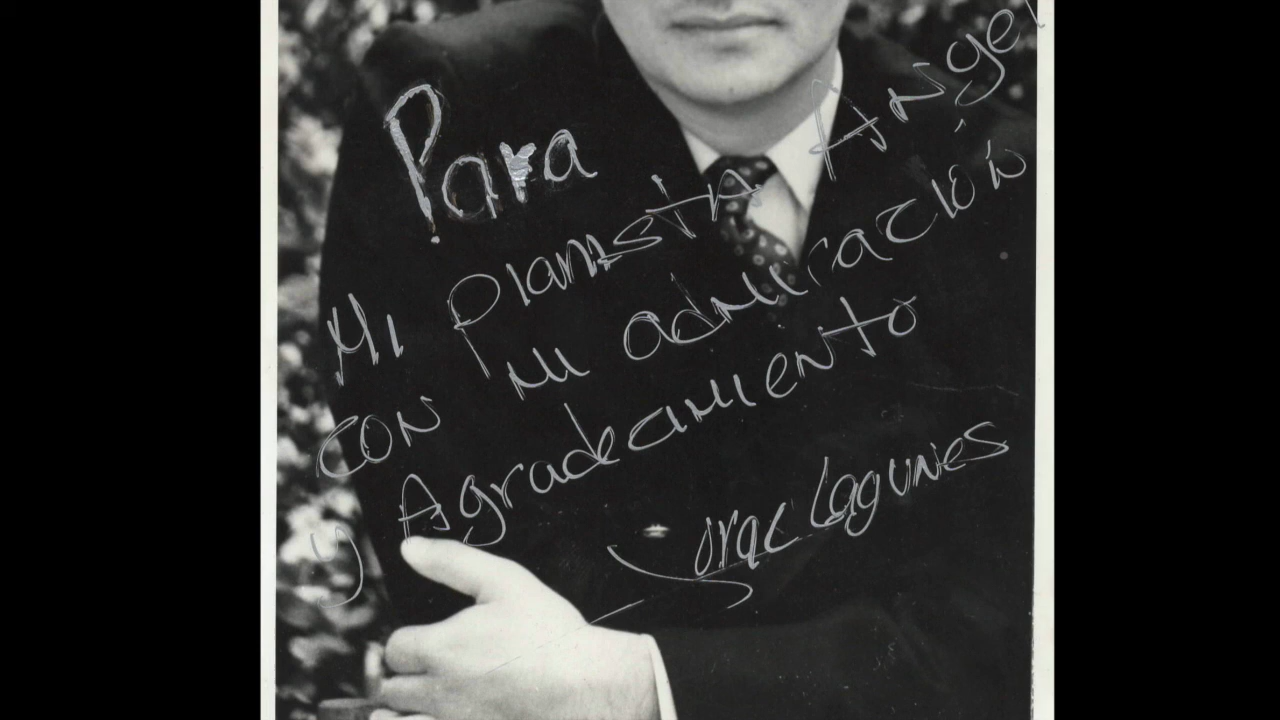 Para
Mi pianista Angel
con mi admiración
y Agradecimiento
Jorge Lagunes